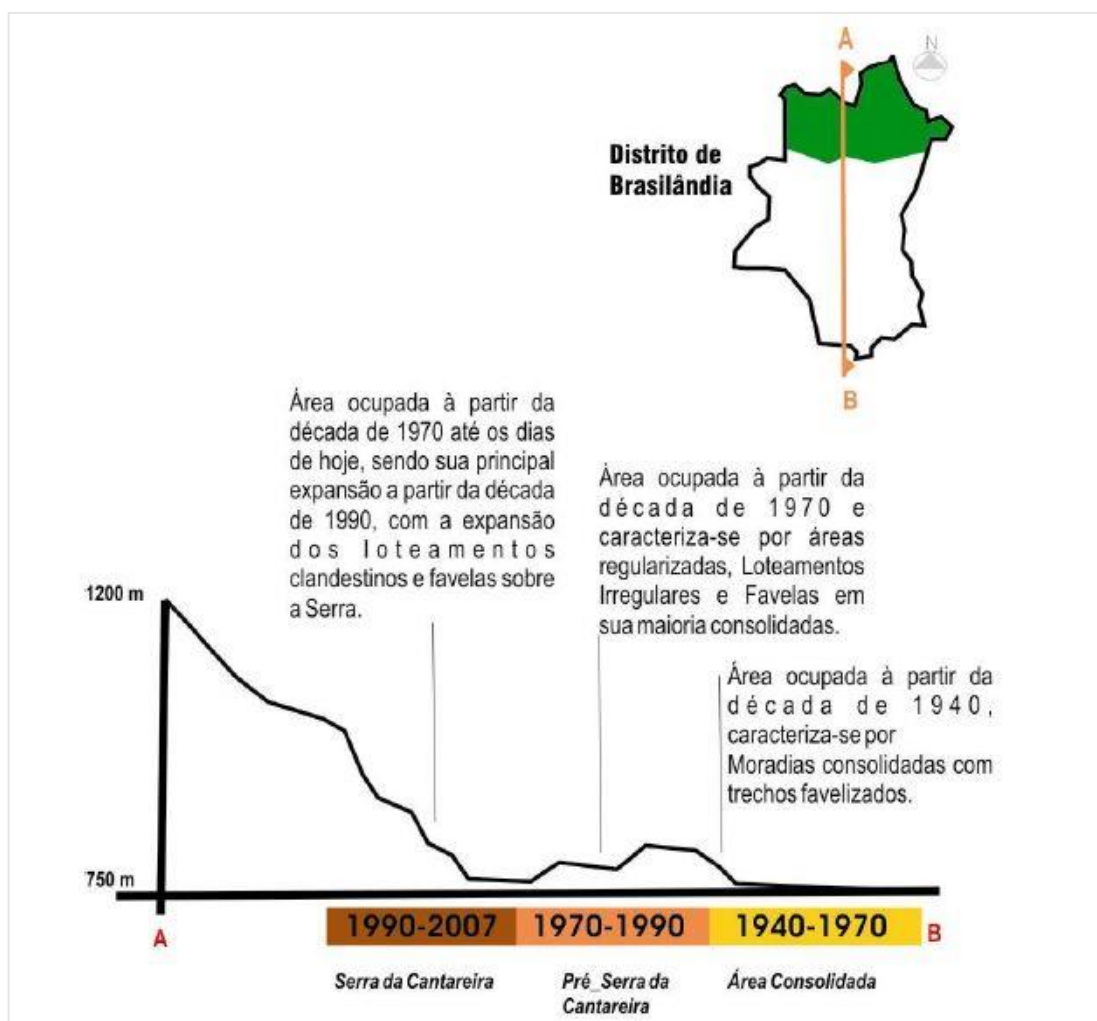 A
N
Distrito de
Brasilândia
B
Área ocupada à partir da
década de 1970 até os dias
de hoje, sendo sua principal
expansão a partir da década
de 1990, com a expansão
dos loteamentos
clandestinos e favelas sobre
a Serra.
Área ocupada à partir da
década de 1970 e
caracteriza-se por áreas
regularizadas, Loteamentos
Irregulares e Favelas em
sua maioria consolidadas.
Área ocupada à partir da
década de 1940,
caracteriza-se por
Moradias consolidadas com
trechos favelizados.
1200 m
750 m
A
1990-2007
1970-1990
1940-1970
B
Serra da Cantareira
Pré_Serra da
Cantareira
Área Consolidada